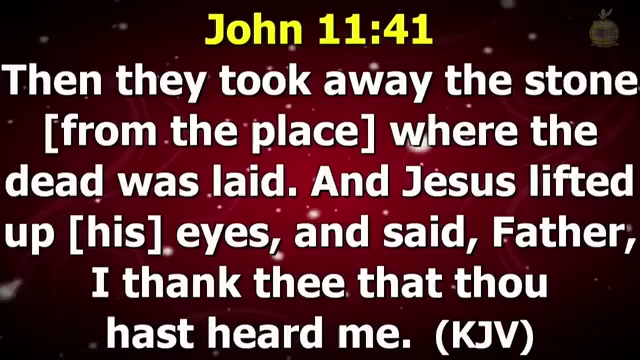 John 11:41
Then they took away the stone
[from the place] where the
dead was laid. And Jesus lifted
up [his] eyes, and said, Father,
I thank thee that thou
hast heard me. (KJV)